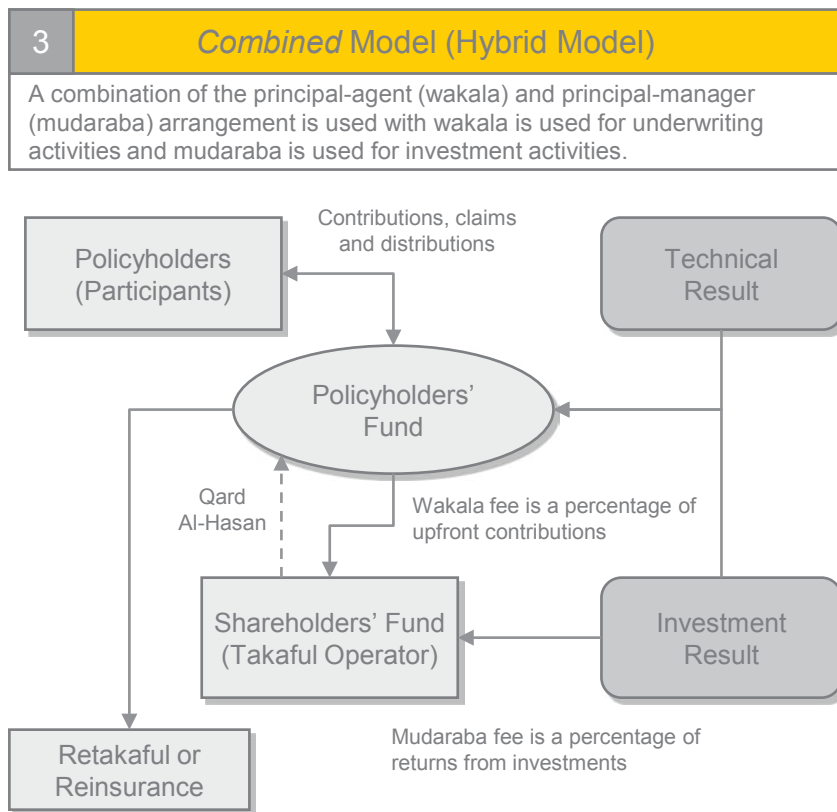 3
Combined Model (Hybrid Model)
A combination of the principal-agent (wakala) and principal-manager
(mudaraba) arrangement is used with wakala is used for underwriting
activities and mudaraba is used for investment activities.
Contributions, claims
and distributions
Policyholders
(Participants)
Technical
Result
Policyholders’
Fund
Qard
Al-Hasan
Wakala fee is a percentage of
upfront contributions
Shareholders’ Fund
(Takaful Operator)
Investment
Result
Mudaraba fee is a percentage of
returns from investments
Retakaful or
Reinsurance